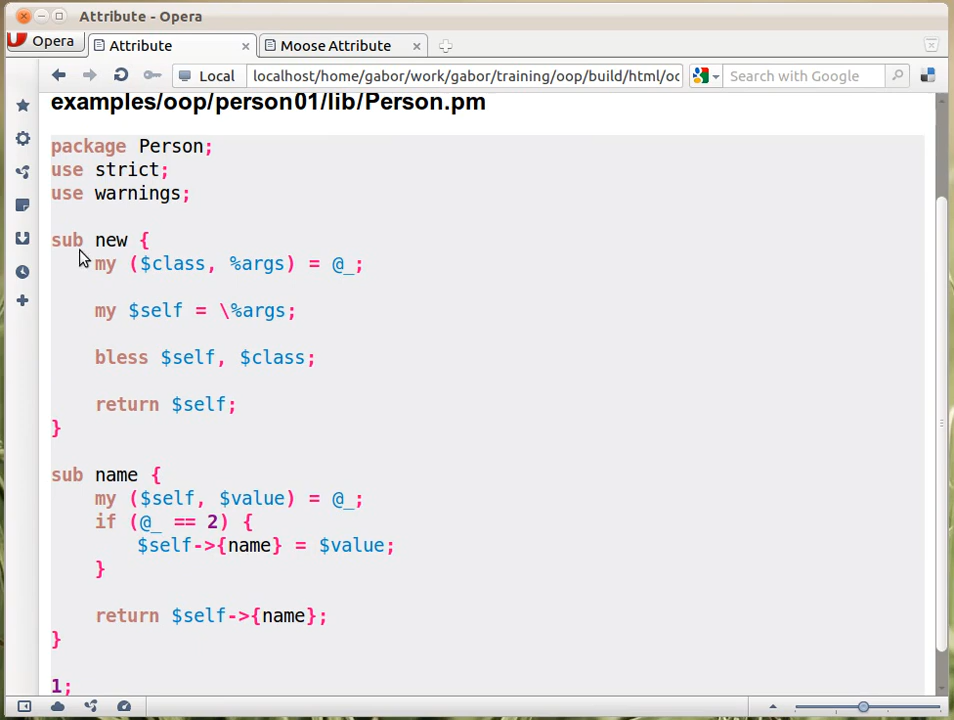 Attribute - Opera
Opera
Attribute
Moose Attribute
Local
localhost/home/gabor/work/gabor/training/oop/build/html/oc
Search with Google
examples/oop/person01/lib/Person.pm
package Person;
use strict;
use warnings;
sub new {
my ($class, %args) = @_;
my $self = \%args;
bless $self, $class;
return $self;
}
sub name {
my ($self, $value) = @_;
if (@_ == 2) {
$self->{name} = $value;
}
return $self->{name};
}
1;